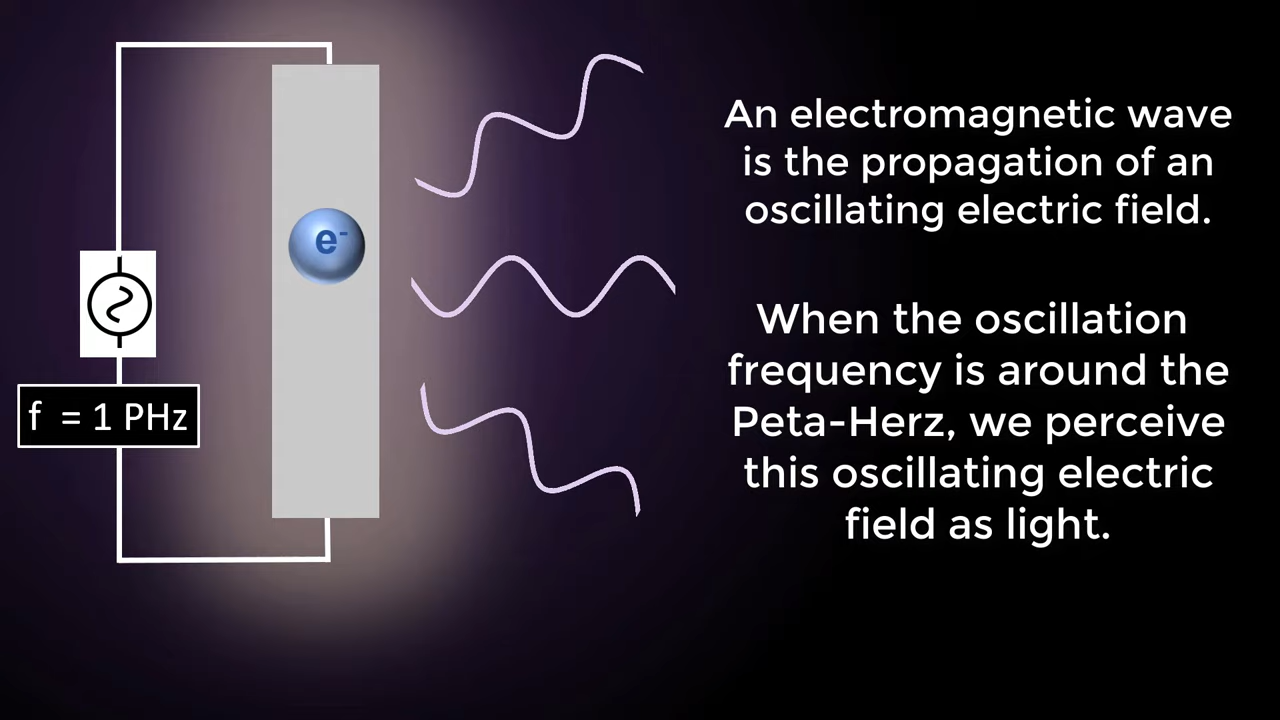 An electromagnetic wave
is the propagation of an
oscillating electric field.
When the oscillation
frequency is around the
Peta-Herz, we perceive
this oscillating electric
field as light.
e-
f = 1 PHz